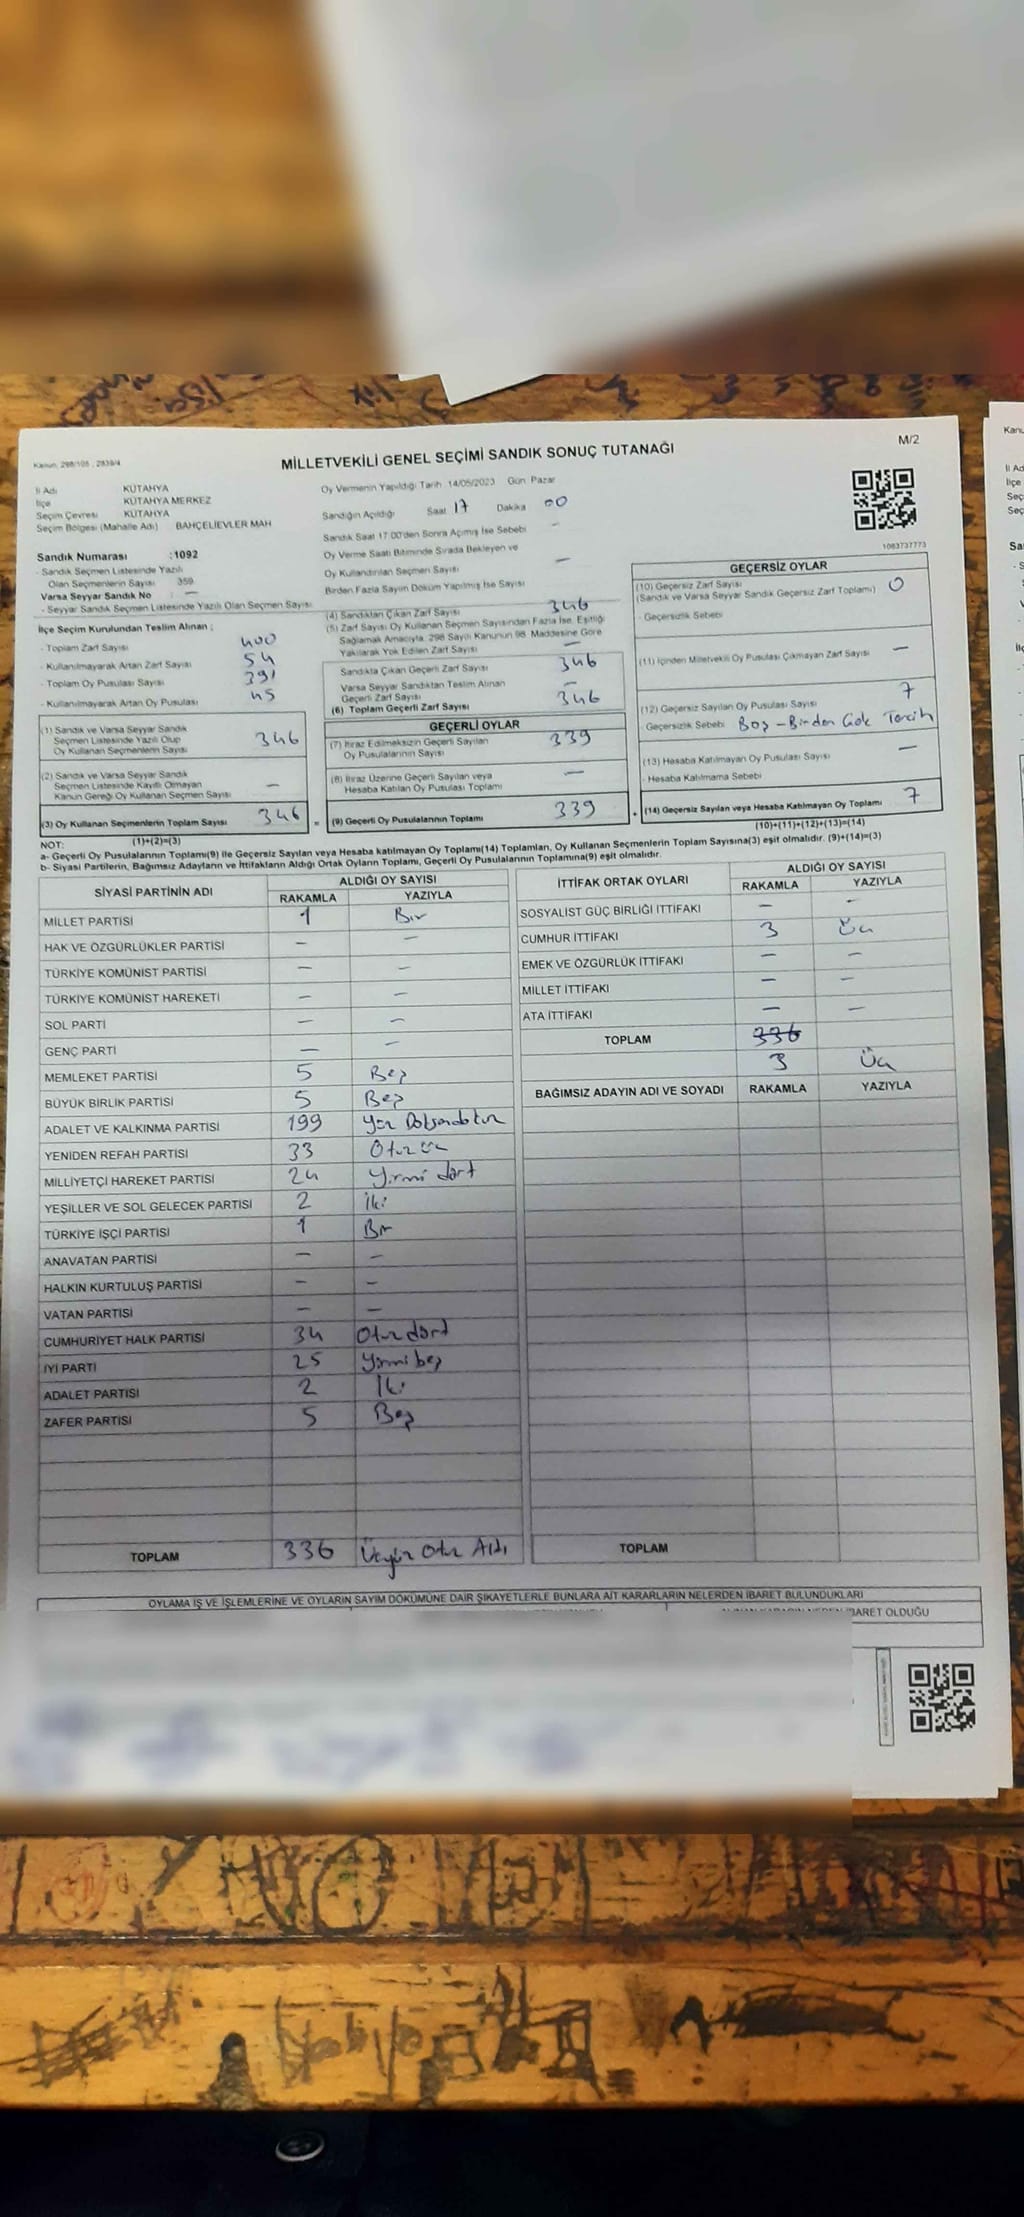 Kanun: 298/105 , 2839/4
MİLLETVEKİLİ GENEL SEÇİMİ SANDIK SONUÇ TUTANAĞI
M/2
İl Adı KÜTAHYA
İlçe KÜTAHYA MERKEZ
Seçim Çevresi KÜTAHYA
Seçim Bölgesi (Mahalle Adı) BAHÇELİEVLER MAH
Oy Vermenin Yapıldığı Tarih 14/05/2023 Gün Pazar
Sandığın Açıldığı Saat 17 Dakika 00
Sandık Saat 17:00'den Sonra Açımış İse Sebebi -
Oy Verme Saati Bitiminde Sırada Bekleyen ve
Oy Kullandırılan Seçmen Sayısı -
Birden Fazla Sayım Döküm Yapılmış İse Sayısı
1083737773
Sandık Numarası :1092
- Sandık Seçmen Listesinde Yazılı
Olan Seçmenlerin Sayısı 359
Varsa Seyyar Sandık No : -
- Seyyar Sandık Seçmen Listesinde Yazılı Olan Seçmen Sayısı
İlçe Seçim Kurulundan Teslim Alınan ;
- Toplam Zarf Sayısı 400
- Kullanılmayarak Artan Zarf Sayısı 54
- Toplam Oy Pusulası Sayısı 391
- Kullanılmayarak Artan Oy Pusulası 45
(1) Sandık ve Varsa Seyyar Sandık
Seçmen Listesinde Yazılı Olup
Oy Kullanan Seçmenlerin Sayısı 346
(2) Sandık ve Varsa Seyyar Sandık
Seçmen Listesinde Kayıtlı Olmayan
Kanun Gereği Oy Kullanan Seçmen Sayısı -
(3) Oy Kullanan Seçmenlerin Toplam Sayısı 346
(1)+(2)=(3)
(4) Sandıktan Çıkan Zarf Sayısı 346
(5) Zarf Sayısı Oy Kullanan Seçmen Sayısından Fazla İse, Eşitliği
Sağlamak Amacıyla, 298 Sayılı Kanunun 98. Maddesine Göre
Yakılarak Yok Edilen Zarf Sayısı -
Sandıkta Çıkan Geçerli Zarf Sayısı 346
Varsa Seyyar Sandıktan Teslim Alınan
Geçerli Zarf Sayısı -
(6) Toplam Geçerli Zarf Sayısı 346
GEÇERLİ OYLAR
(7) İtiraz Edilmeksizin Geçerli Sayılan
Oy Pusulalarının Sayısı 339
(8) İtiraz Üzerine Geçerli Sayılan veya
Hesaba Katılan Oy Pusulası Toplamı -
= (9) Geçerli Oy Pusulalarının Toplamı 339
GEÇERSİZ OYLAR
(10) Geçersiz Zarf Sayısı
(Sandık ve Varsa Seyyar Sandık Geçersiz Zarf Toplamı) 0
- Geçersizlik Sebebi
(11) İçinden Milletvekili Oy Pusulası Çıkmayan Zarf Sayısı -
(12) Geçersiz Sayılan Oy Pusulası Sayısı 7
Geçersizlik Sebebi Boş - Birden Çok Tercih
(13) Hesaba Katılmayan Oy Pusulası Sayısı -
- Hesaba Katılmama Sebebi
+ (14) Geçersiz Sayılan veya Hesaba Katılmayan Oy Toplamı 7
(10)+(11)+(12)+(13)=(14)
NOT:
a- Geçerli Oy Pusulalarının Toplamı(9) ile Geçersiz Sayılan veya Hesaba katılmayan Oy Toplamı(14) Toplamları, Oy Kullanan Seçmenlerin Toplam Sayısına(3) eşit olmalıdır. (9)+(14)=(3)
b- Siyasi Partilerin, Bağımsız Adayların ve İttifakların Aldığı Ortak Oyların Toplamı, Geçerli Oy Pusulalarının Toplamına(9) eşit olmalıdır.
SİYASİ PARTİNİN ADI ALDIĞI OY SAYISI
RAKAMLA YAZIYLA
MİLLET PARTİSİ 1 Bir
HAK VE ÖZGÜRLÜKLER PARTİSİ - -
TÜRKİYE KOMÜNİST PARTİSİ - -
TÜRKİYE KOMÜNİST HAREKETİ - -
SOL PARTİ - -
GENÇ PARTİ - -
MEMLEKET PARTİSİ 5 Beş
BÜYÜK BİRLİK PARTİSİ 5 Beş
ADALET VE KALKINMA PARTİSİ 199 Yüz Doksandokuz
YENİDEN REFAH PARTİSİ 33 Otuz üç
MİLLİYETÇİ HAREKET PARTİSİ 24 Yirmi dört
YEŞİLLER VE SOL GELECEK PARTİSİ 2 İki
TÜRKİYE İŞÇİ PARTİSİ 1 Bir
ANAVATAN PARTİSİ - -
HALKIN KURTULUŞ PARTİSİ - -
VATAN PARTİSİ - -
CUMHURİYET HALK PARTİSİ 34 Otuz dört
İYİ PARTİ 25 Yirmi beş
ADALET PARTİSİ 2 İki
ZAFER PARTİSİ 5 Beş
TOPLAM 336 Üçyüz Otuz Altı
İTTİFAK ORTAK OYLARI ALDIĞI OY SAYISI
RAKAMLA YAZIYLA
SOSYALİST GÜÇ BİRLİĞİ İTTİFAKI - -
CUMHUR İTTİFAKI 3 Üç
EMEK VE ÖZGÜRLÜK İTTİFAKI - -
MİLLET İTTİFAKI - -
ATA İTTİFAKI - -
TOPLAM 336
3 Üç
BAĞIMSIZ ADAYIN ADI VE SOYADI RAKAMLA YAZIYLA
TOPLAM
OYLAMA İŞ VE İŞLEMLERİNE VE OYLARIN SAYIM DÖKÜMÜNE DAİR ŞİKAYETLERLE BUNLARA AİT KARARLARIN NELERDEN İBARET BULUNDUKLARI
İBARET OLDUĞU